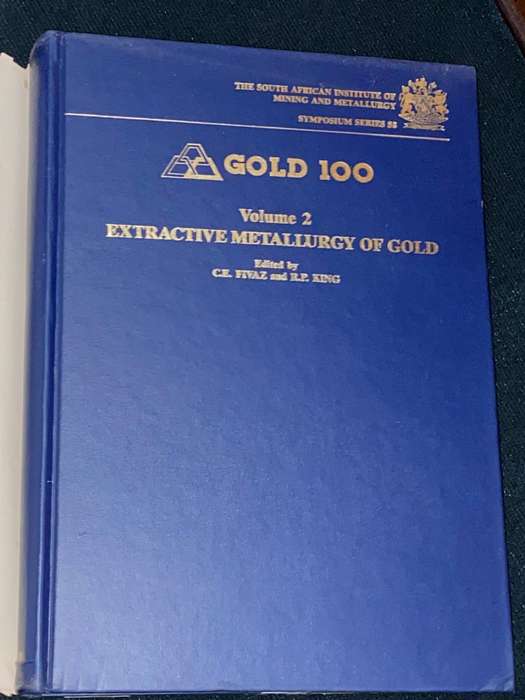 THE SOUTH AFRICAN INSTITUTE OF
MINING AND METALLURGY
SYMPOSIUM SERIES S5
GOLD 100
Volume 2
EXTRACTIVE METALLURGY OF GOLD
Edited by
C.E. FIVAZ and R.P. KING